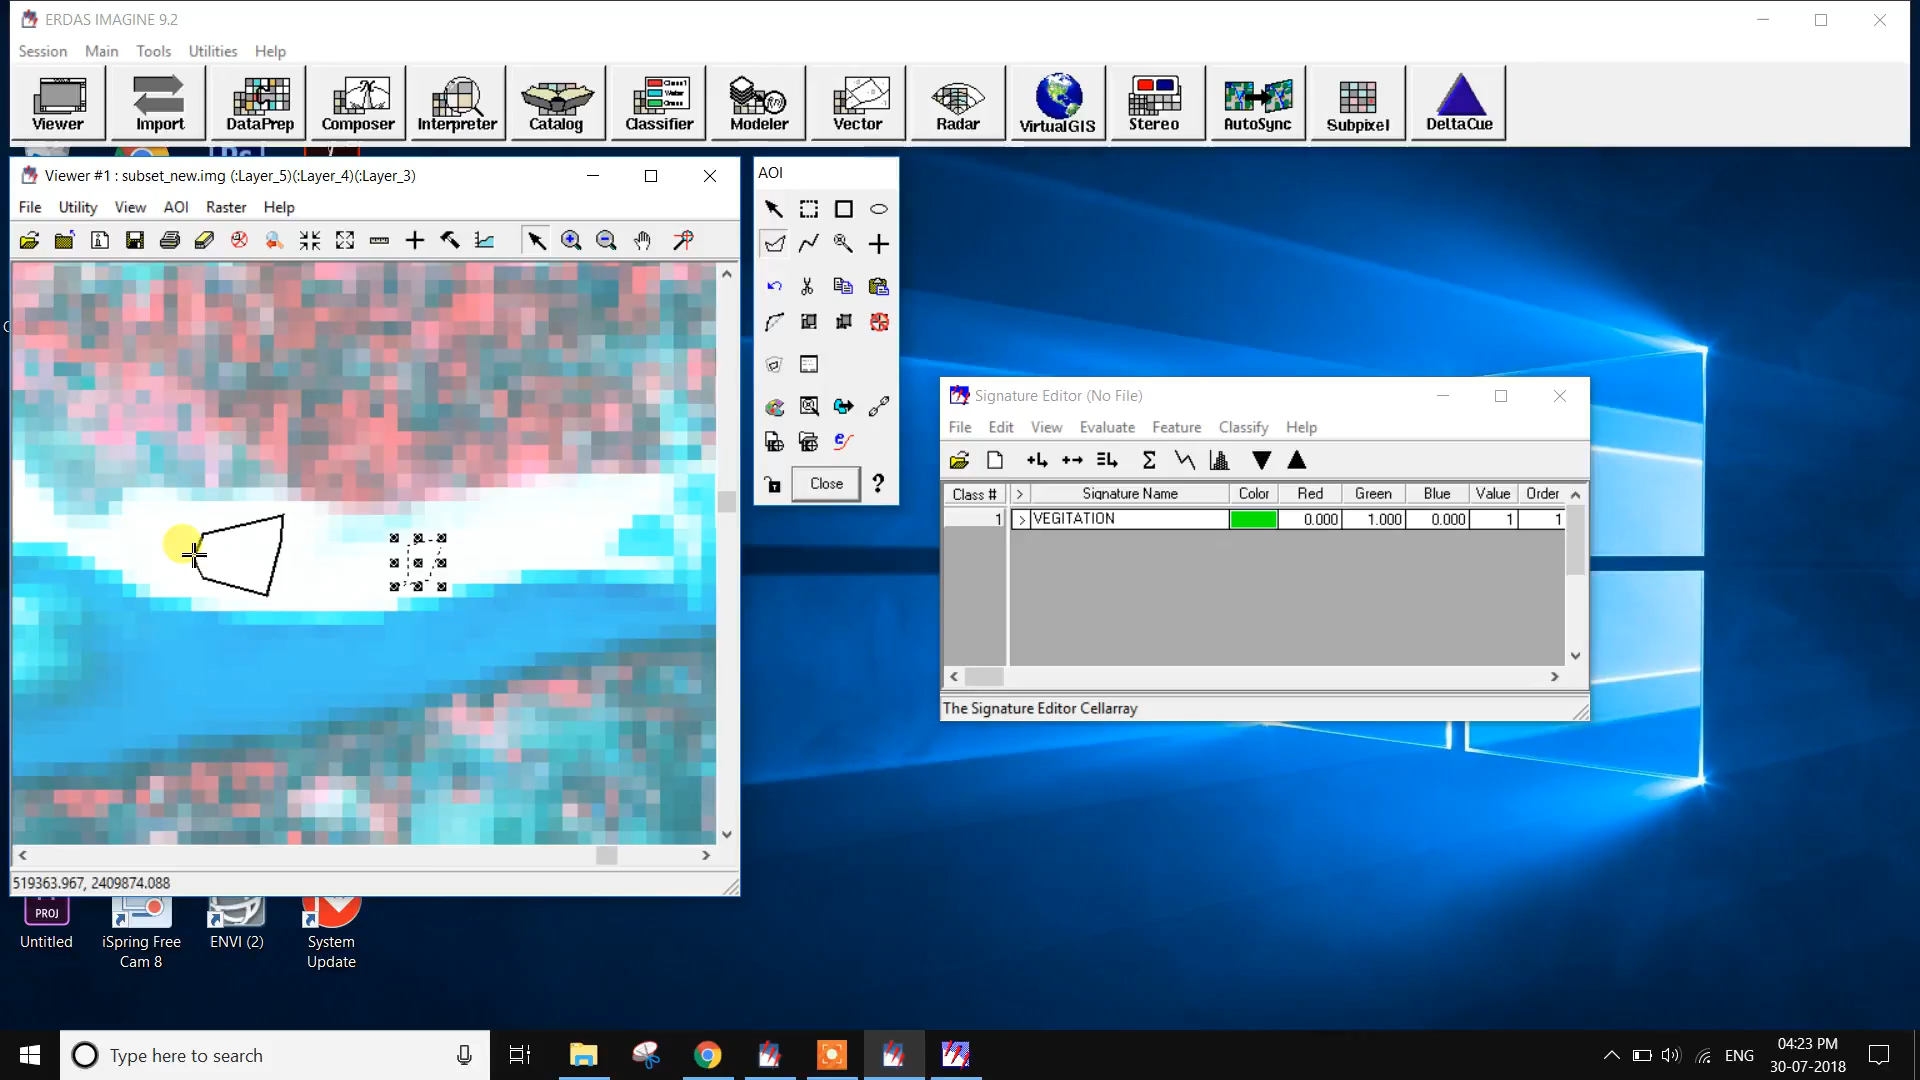 ERDAS IMAGINE 9.2
Session Main Tools Utilities Help
Viewer Import DataPrep Composer Interpreter Catalog Classifier Modeler Vector Radar VirtualGIS Stereo AutoSync Subpixel DeltaCue
Viewer #1 : subset_new.img (:Layer_5)(:Layer_4)(:Layer_3)
File Utility View AOI Raster Help
519363.967, 2409874.088
AOI
Close
Signature Editor (No File)
File Edit View Evaluate Feature Classify Help
Class # > Signature Name Color Red Green Blue Value Order
1 > VEGITATION 0.000 1.000 0.000 1 1
The Signature Editor Cellarray
PROJ
Untitled
iSpring Free
Cam 8
ENVI (2)
System
Update
Type here to search
ENG
04:23 PM
30-07-2018